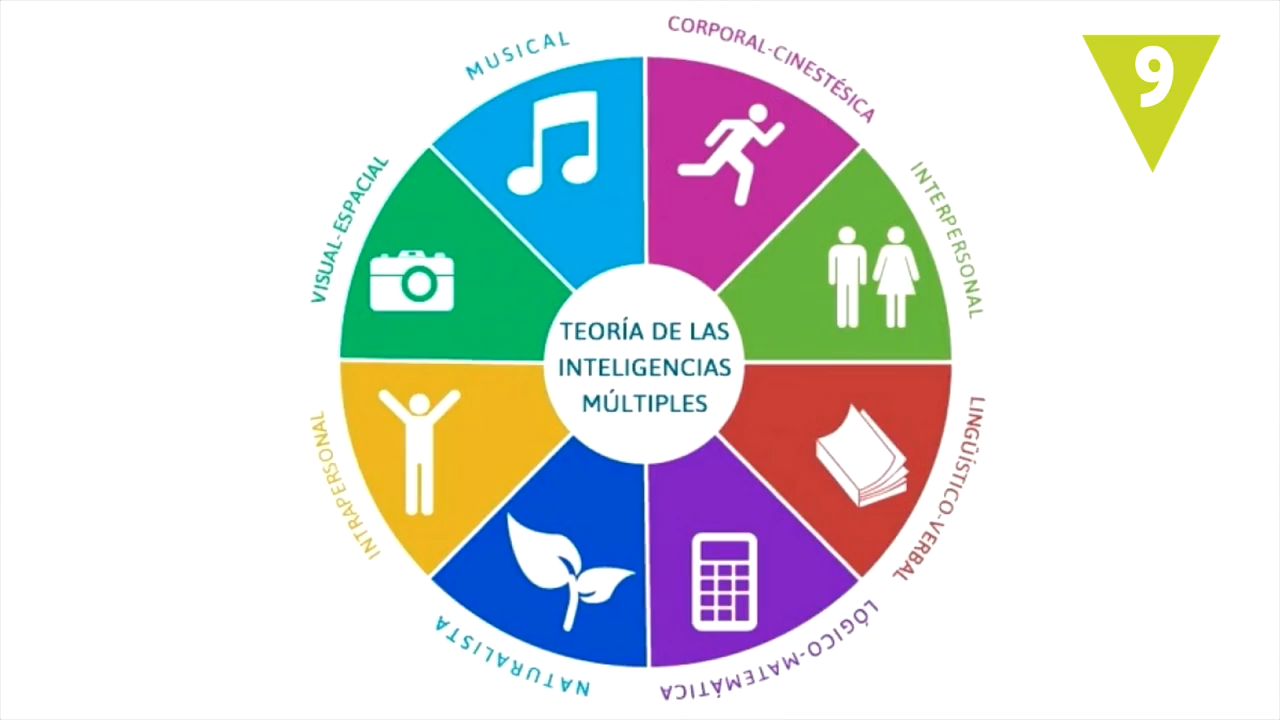 MUSICAL
CORPORAL-CINESTÉSICA
9
INTERPERSONAL
VISUAL-ESPACIAL
TEORÍA DE LAS
INTELIGENCIAS
MÚLTIPLES
INTRAPERSONAL
LINGÜÍSTICO-VERBAL
NATURALISTA
LÓGICO-MATEMÁTICA